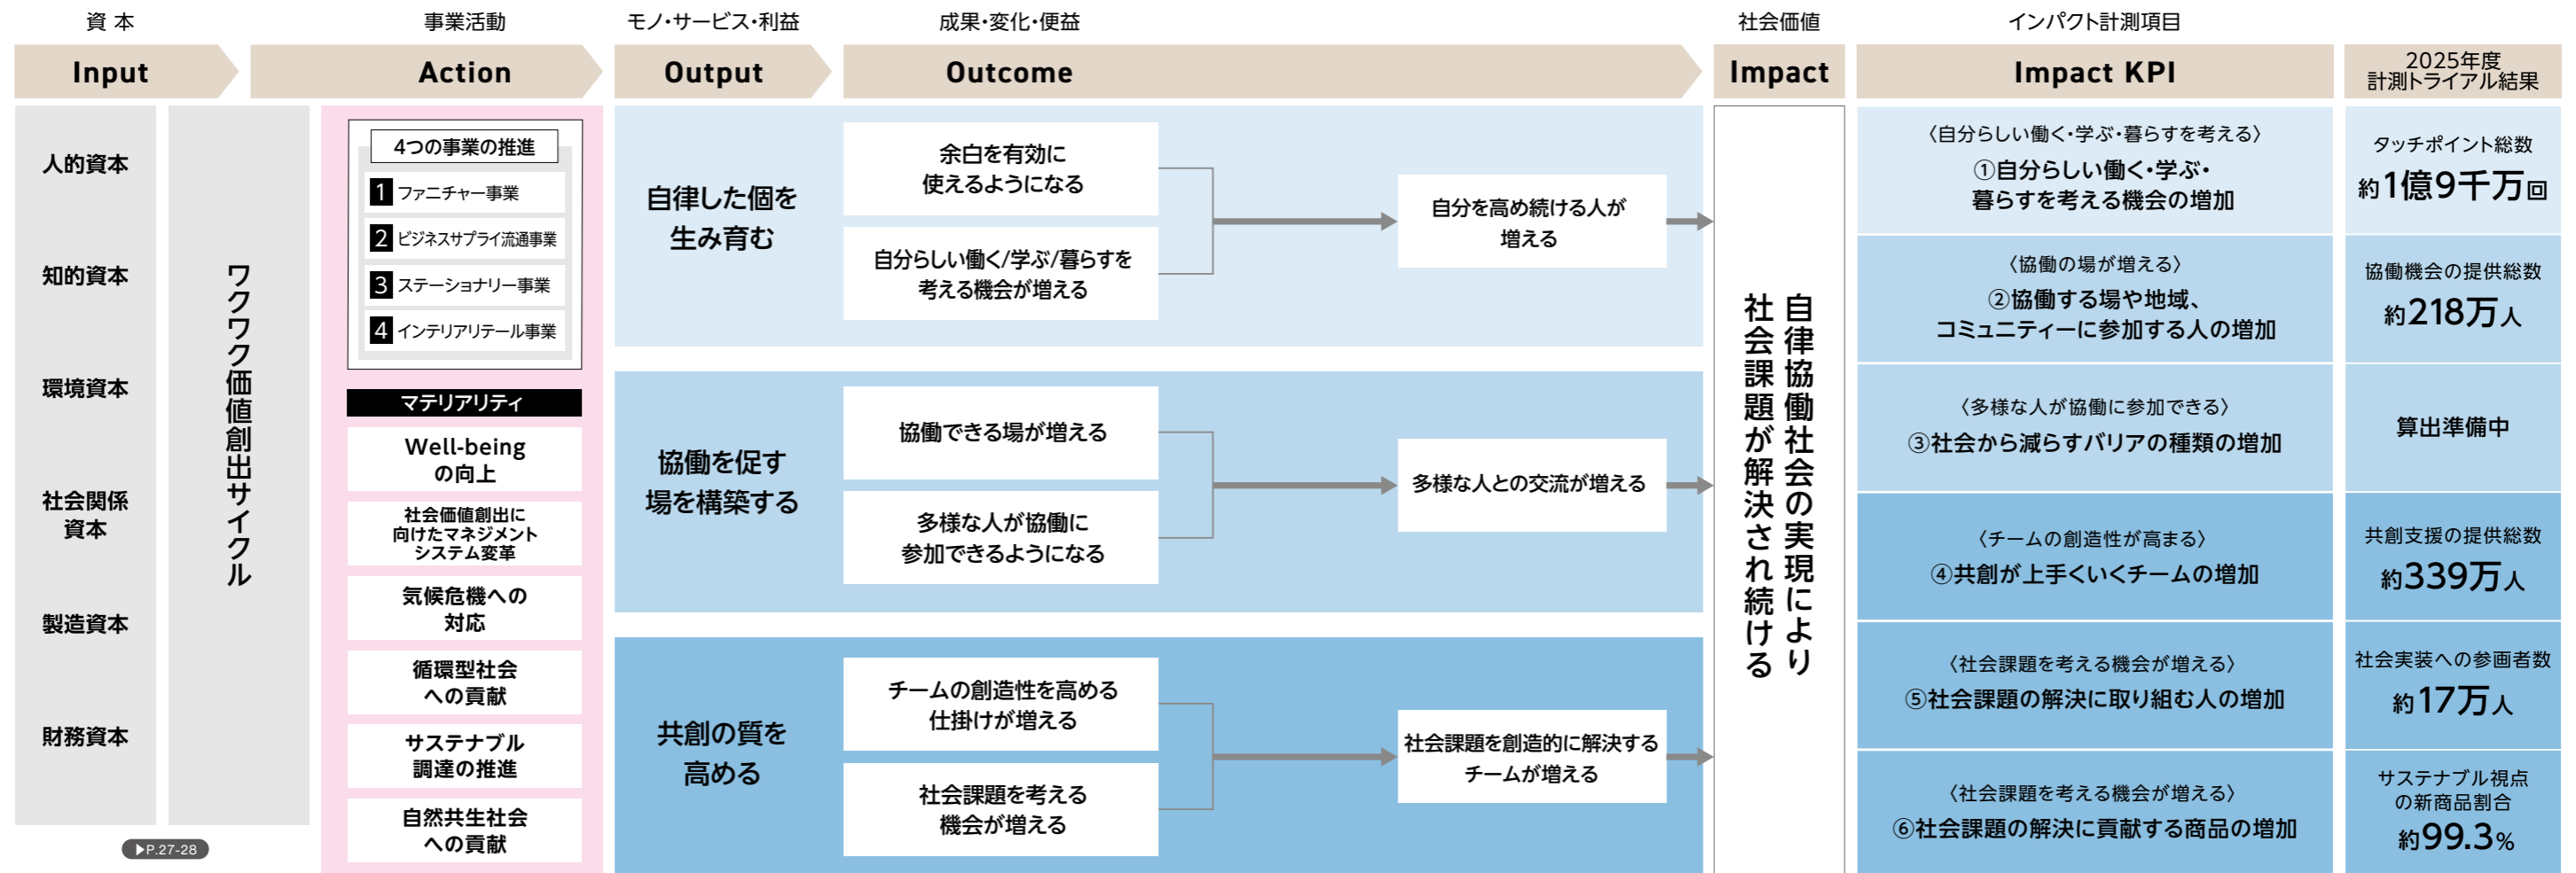 資 本
事業活動
モノ・サービス・利益
成果・変化・便益
社会価値
インパクト計測項目
Input
Action
Output
Outcome
Impact
Impact KPI
2025年度
計測トライアル結果
人的資本
知的資本
環境資本
社会関係
資本
製造資本
財務資本
▶P.27-28
ワクワク価値創出サイクル
4つの事業の推進
1 ファニチャー事業
2 ビジネスサプライ流通事業
3 ステーショナリー事業
4 インテリアリテール事業
マテリアリティ
Well-being
の向上
社会価値創出に
向けたマネジメント
システム変革
気候危機への
対応
循環型社会
への貢献
サステナブル
調達の推進
自然共生社会
への貢献
自律した個を
生み育む
余白を有効に
使えるようになる
自分らしい働く/学ぶ/暮らすを
考える機会が増える
自分を高め続ける人が
増える
協働を促す
場を構築する
協働できる場が増える
多様な人が協働に
参加できるようになる
多様な人との交流が増える
共創の質を
高める
チームの創造性を高める
仕掛けが増える
社会課題を考える
機会が増える
社会課題を創造的に解決する
チームが増える
自律協働社会の実現により
社会課題が解決され続ける
〈自分らしい働く・学ぶ・暮らすを考える〉
①自分らしい働く・学ぶ・
暮らすを考える機会の増加
タッチポイント総数
約1億9千万回
〈協働の場が増える〉
②協働する場や地域、
コミュニティーに参加する人の増加
協働機会の提供総数
約218万人
〈多様な人が協働に参加できる〉
③社会から減らすバリアの種類の増加
算出準備中
〈チームの創造性が高まる〉
④共創が上手くいくチームの増加
共創支援の提供総数
約339万人
〈社会課題を考える機会が増える〉
⑤社会課題の解決に取り組む人の増加
社会実装への参画者数
約17万人
〈社会課題を考える機会が増える〉
⑥社会課題の解決に貢献する商品の増加
サステナブル視点
の新商品割合
約99.3%